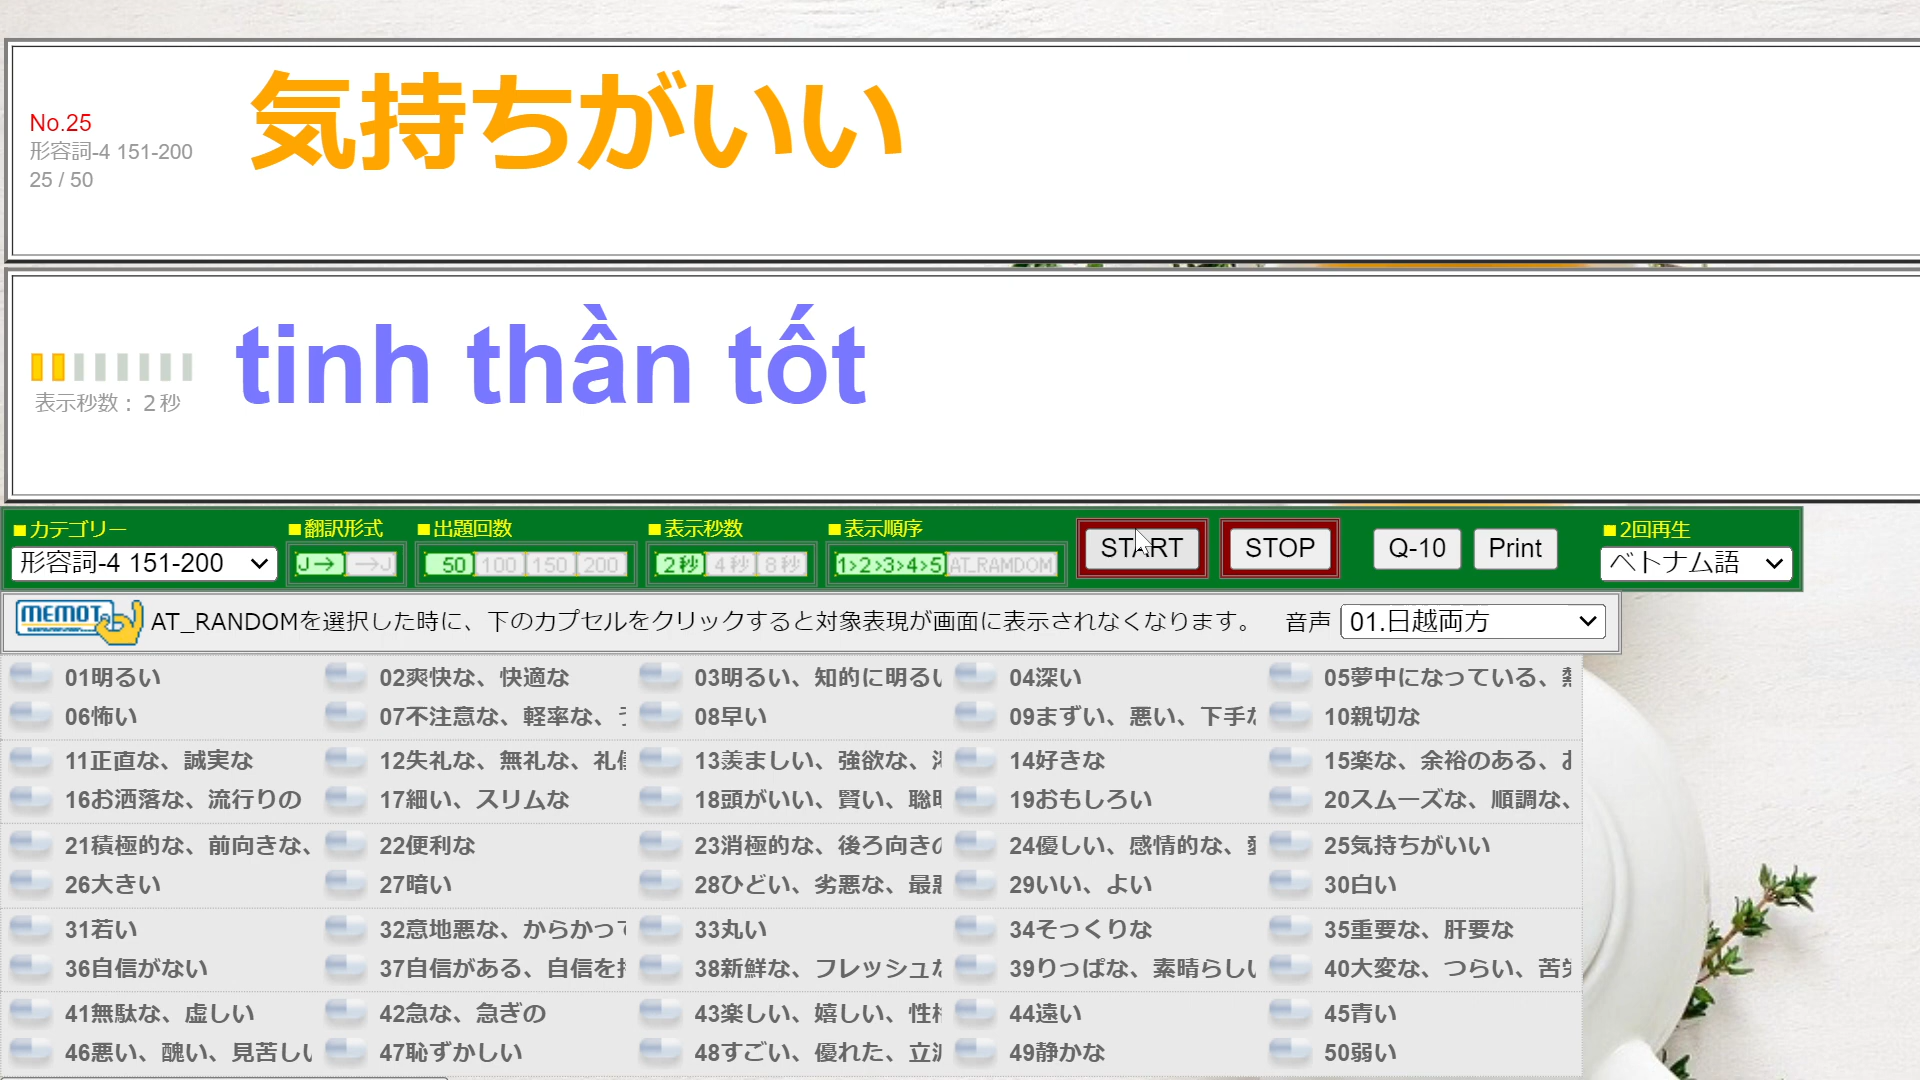 気持ちがいい
No.25
形容詞-4 151-200
25 / 50
tinh thần tốt
表示秒数：2秒
■カテゴリー ■翻訳形式 ■出題回数 ■表示秒数 ■表示順序 ■2回再生
形容詞-4 151-200 J→ →J 50 100 150 200 2秒 4秒 8秒 1>2>3>4>5 AT_RAMDOM START STOP Q-10 Print ベトナム語
MEMO AT_RANDOMを選択した時に、下のカプセルをクリックすると対象表現が画面に表示されなくなります。 音声 01.日越両方
01明るい 02爽快な、快適な 03明るい、知的に明るい 04深い 05夢中になっている、
06怖い 07不注意な、軽率な、 08早い 09まずい、悪い、下手な 10親切な
11正直な、誠実な 12失礼な、無礼な、礼儀 13羨ましい、強欲な、 14好きな 15楽な、余裕のある、お
16お洒落な、流行りの 17細い、スリムな 18頭がいい、賢い、聡明 19おもしろい 20スムーズな、順調な、
21積極的な、前向きな、 22便利な 23消極的な、後ろ向きの 24優しい、感情的な、 25気持ちがいい
26大きい 27暗い 28ひどい、劣悪な、最悪 29いい、よい 30白い
31若い 32意地悪な、からかって 33丸い 34そっくりな 35重要な、肝要な
36自信がない 37自信がある、自信を持 38新鮮な、フレッシュな 39りっぱな、素晴らしい 40大変な、つらい、苦労
41無駄な、虚しい 42急な、急ぎの 43楽しい、嬉しい、性格 44遠い 45青い
46悪い、醜い、見苦しい 47恥ずかしい 48すごい、優れた、立派 49静かな 50弱い